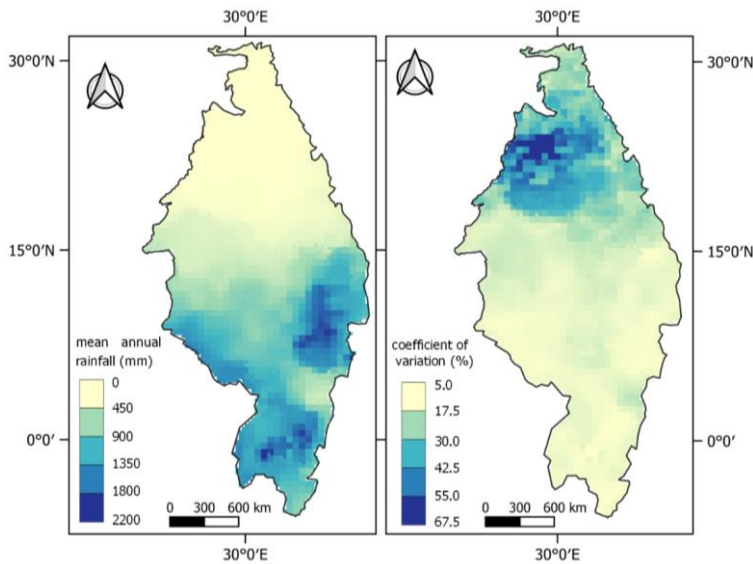 30°0′E
30°0′E
30°0′N
30°0′N
15°0′N
15°0′N
mean annual
rainfall (mm)
0
450
900
1350
1800
2200
coefficient of
variation (%)
5.0
17.5
30.0
42.5
55.0
67.5
0°0′
0°0′
0 300 600 km
0 300 600 km
30°0′E
30°0′E